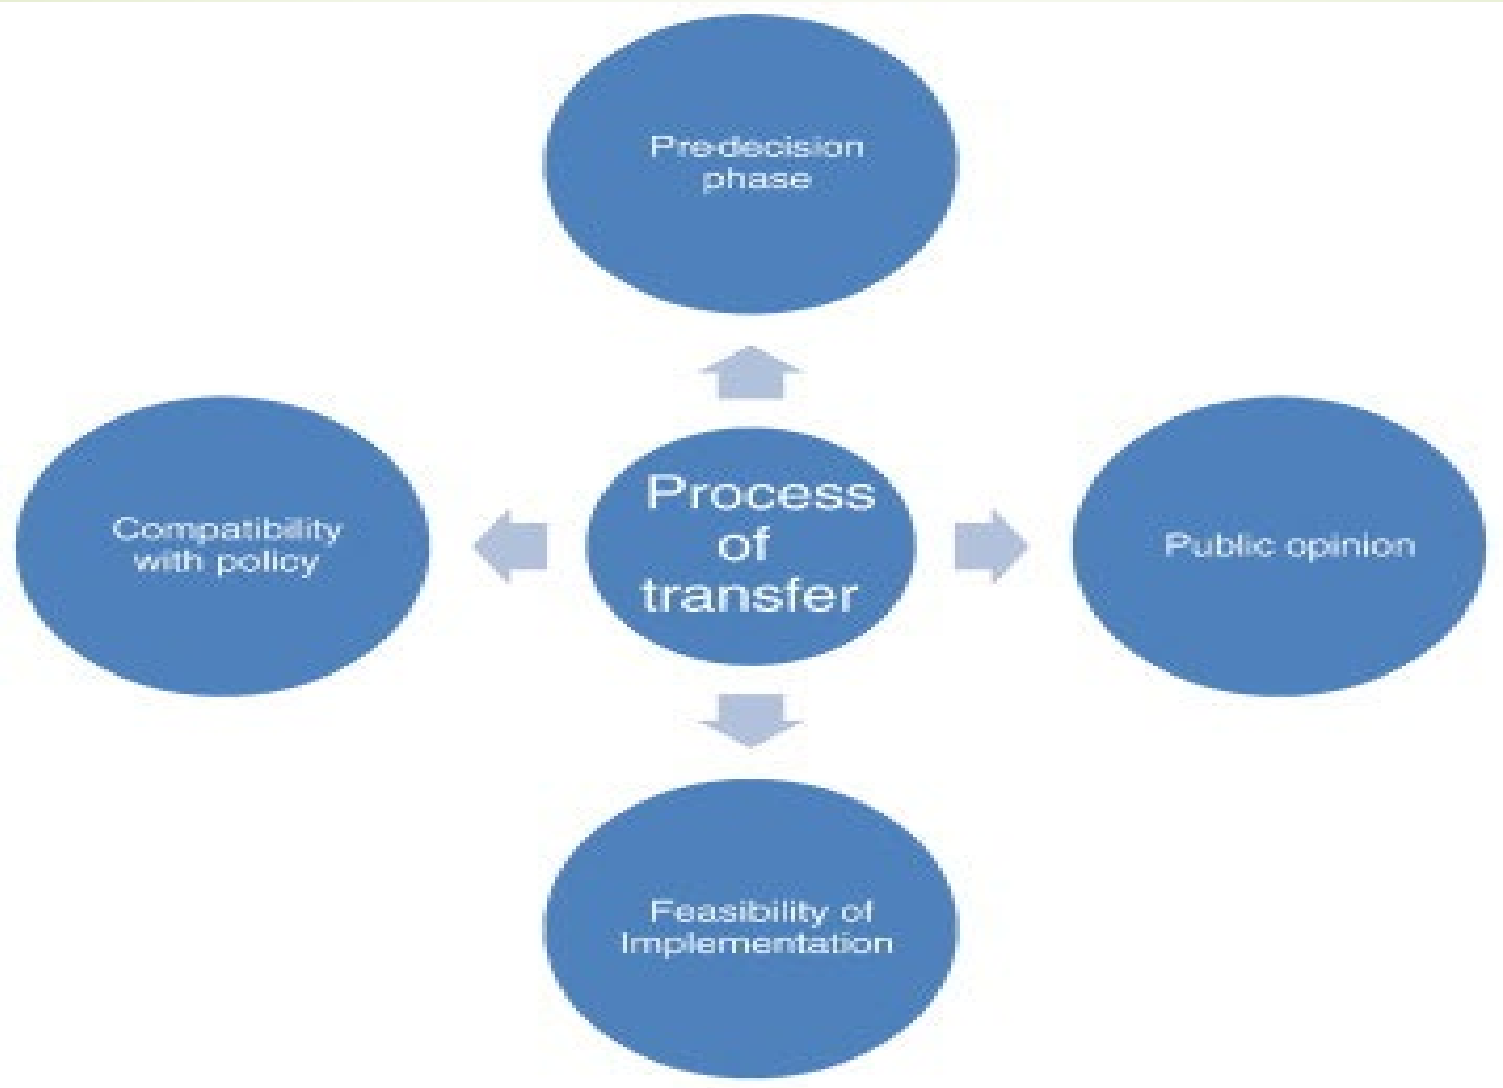 Pre-decision
phase
Compatibility
with policy
Process
of
transfer
Public opinion
Feasibility of
Implementation